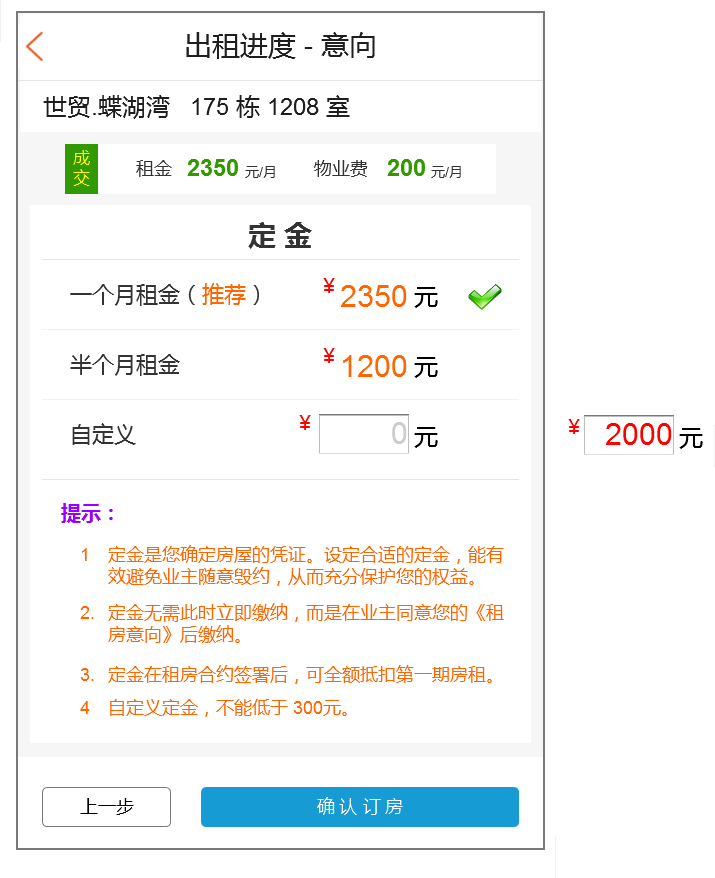 出租进度 - 意向
世贸.蝶湖湾 175 栋 1208 室
成交 租金 2350 元/月 物业费 200 元/月
定 金
一个月租金 ( 推荐 ) ¥ 2350 元
半个月租金 ¥ 1200 元
自定义 ¥ 0 元 ¥ 2000 元
提示：
1 定金是您确定房屋的凭证。设定合适的定金，能有
效避免业主随意毁约，从而充分保护您的权益。
2. 定金无需此时立即缴纳，而是在业主同意您的《租
房意向》后缴纳。
3. 定金在租房合约签署后，可全额抵扣第一期房租。
4 自定义定金，不能低于 300元。
上一步 确认订房